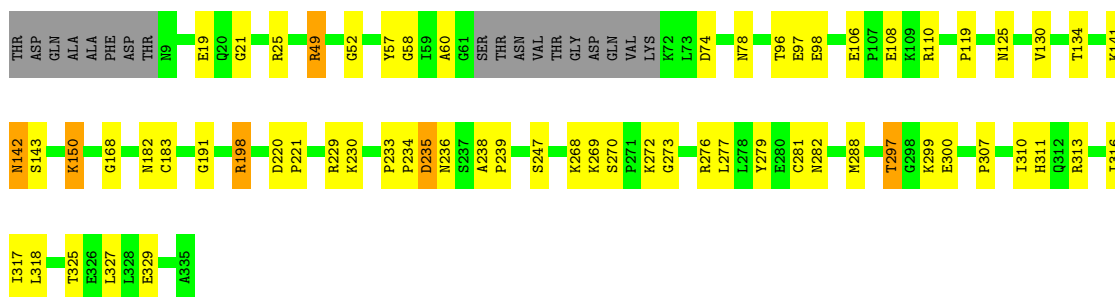 THR ASP GLN ALA ALA PHE ASP THR N9 E19 Q20 G21 R25 R49 G52 Y57 G58 I59 A60 G61 SER THR ASN VAL THR GLY ASP GLN VAL LYS K72 L73 D74 N78 T96 E97 E98 E106 P107 E108 K109 R110 P119 N125 V130 T134
N142 S143 K150 G168 N182 C183 G191 R198 D220 P221 R229 K230 P233 P234 D235 N236 S237 A238 P239 S247 K268 K269 S270 P271 K272 G273 R276 L277 L278 Y279 E280 C281 N282 M288 T297 G298 K299 E300 P307 I310 H311 Q312 R313
I317 L318 T325 E326 L327 L328 E329 A335